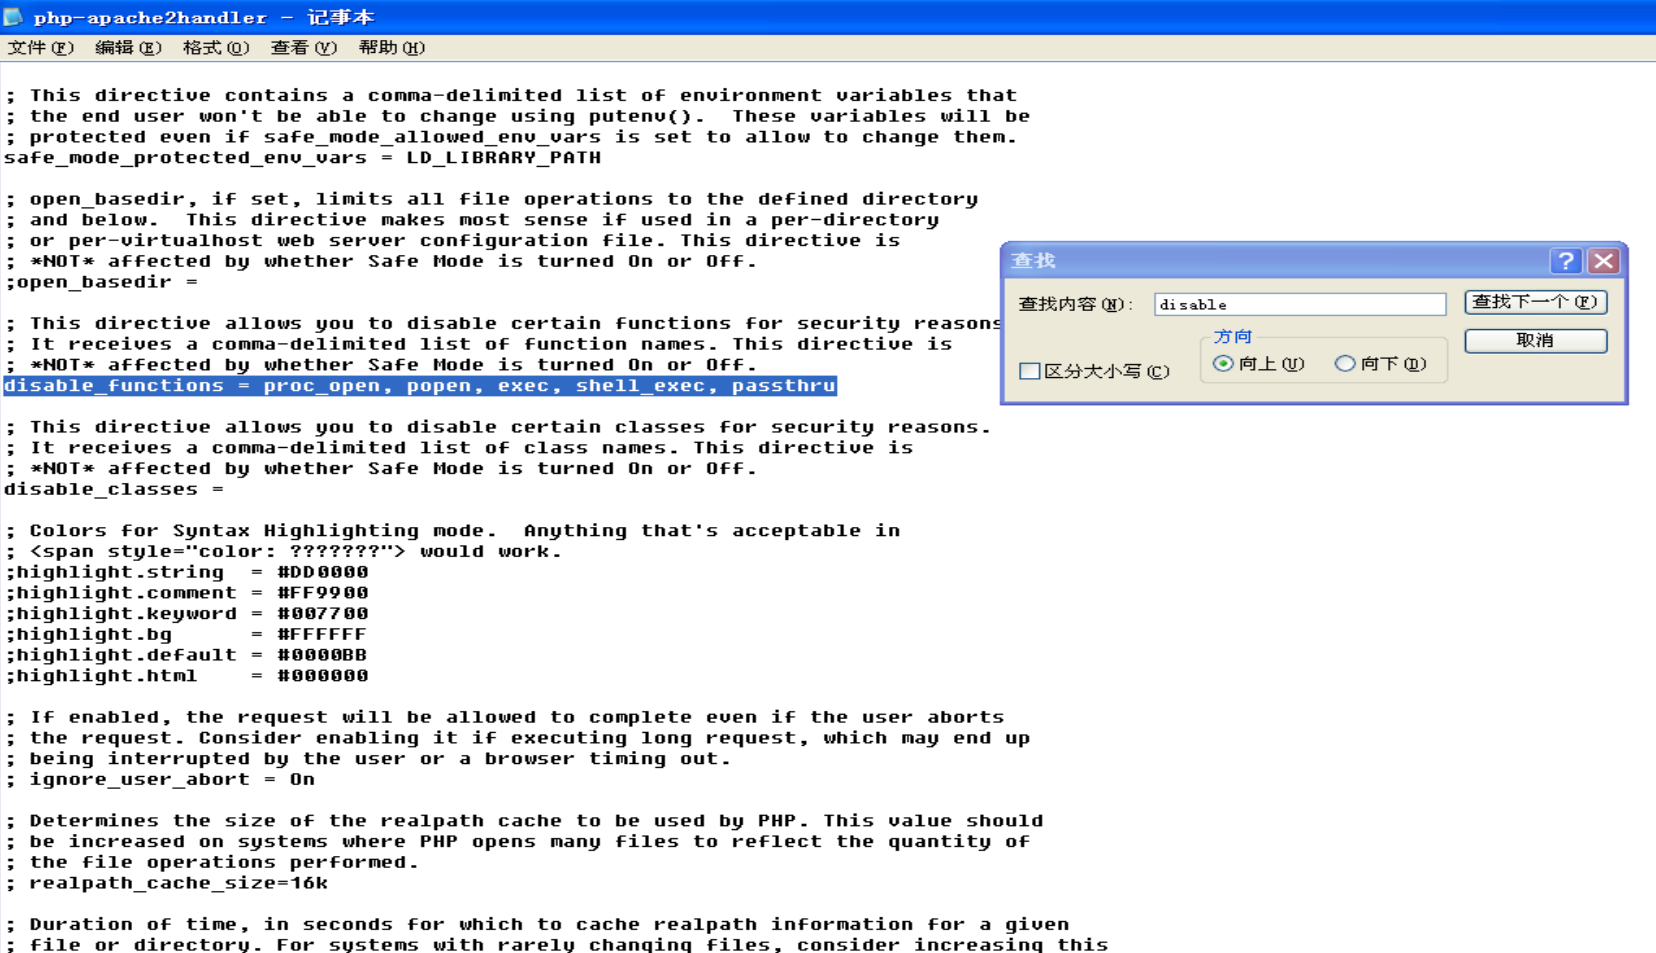 php-apache2handler - 记事本
文件(F) 编辑(E) 格式(O) 查看(V) 帮助(H)
; This directive contains a comma-delimited list of environment variables that
; the end user won't be able to change using putenv().  These variables will be
; protected even if safe_mode_allowed_env_vars is set to allow to change them.
safe_mode_protected_env_vars = LD_LIBRARY_PATH
; open_basedir, if set, limits all file operations to the defined directory
; and below.  This directive makes most sense if used in a per-directory
; or per-virtualhost web server configuration file. This directive is
; *NOT* affected by whether Safe Mode is turned On or Off.
;open_basedir =
; This directive allows you to disable certain functions for security reasons
; It receives a comma-delimited list of function names. This directive is
; *NOT* affected by whether Safe Mode is turned On or Off.
disable_functions = proc_open, popen, exec, shell_exec, passthru
; This directive allows you to disable certain classes for security reasons.
; It receives a comma-delimited list of class names. This directive is
; *NOT* affected by whether Safe Mode is turned On or Off.
disable_classes =
; Colors for Syntax Highlighting mode.  Anything that's acceptable in
; <span style="color: ???????"> would work.
;highlight.string  = #DD0000
;highlight.comment = #FF9900
;highlight.keyword = #007700
;highlight.bg      = #FFFFFF
;highlight.default = #0000BB
;highlight.html    = #000000
; If enabled, the request will be allowed to complete even if the user aborts
; the request. Consider enabling it if executing long request, which may end up
; being interrupted by the user or a browser timing out.
; ignore_user_abort = On
; Determines the size of the realpath cache to be used by PHP. This value should
; be increased on systems where PHP opens many files to reflect the quantity of
; the file operations performed.
; realpath_cache_size=16k
; Duration of time, in seconds for which to cache realpath information for a given
; file or directory. For systems with rarely changing files, consider increasing this
查找
查找内容(N): disable 查找下一个(F)
方向 取消
区分大小写(C) 向上(U) 向下(D)